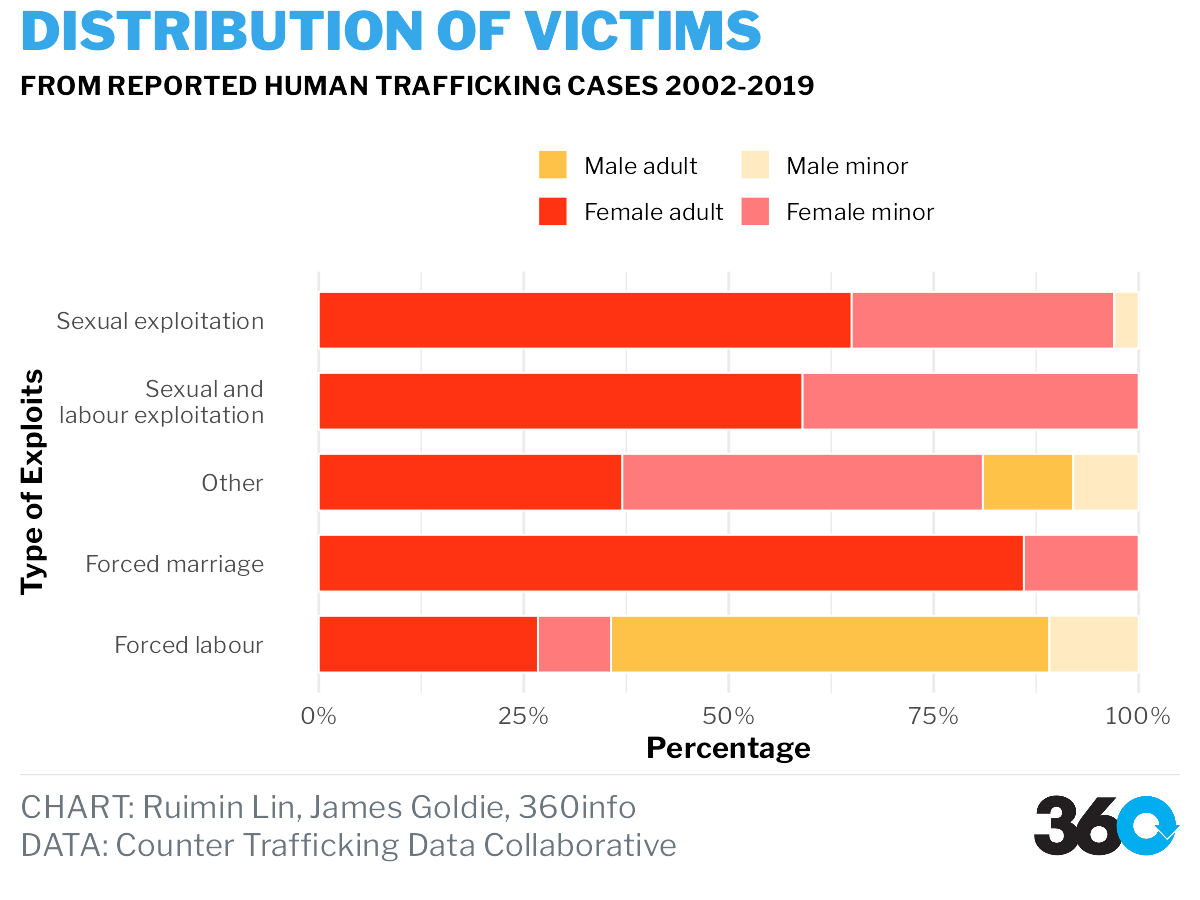 DISTRIBUTION OF VICTIMS
FROM REPORTED HUMAN TRAFFICKING CASES 2002-2019
Male adult
Male minor
Female adult
Female minor
Type of Exploits
Sexual exploitation
Sexual and
labour exploitation
Other
Forced marriage
Forced labour
0%
25%
50%
75%
100%
Percentage
CHART: Ruimin Lin, James Goldie, 360info
DATA: Counter Trafficking Data Collaborative
360